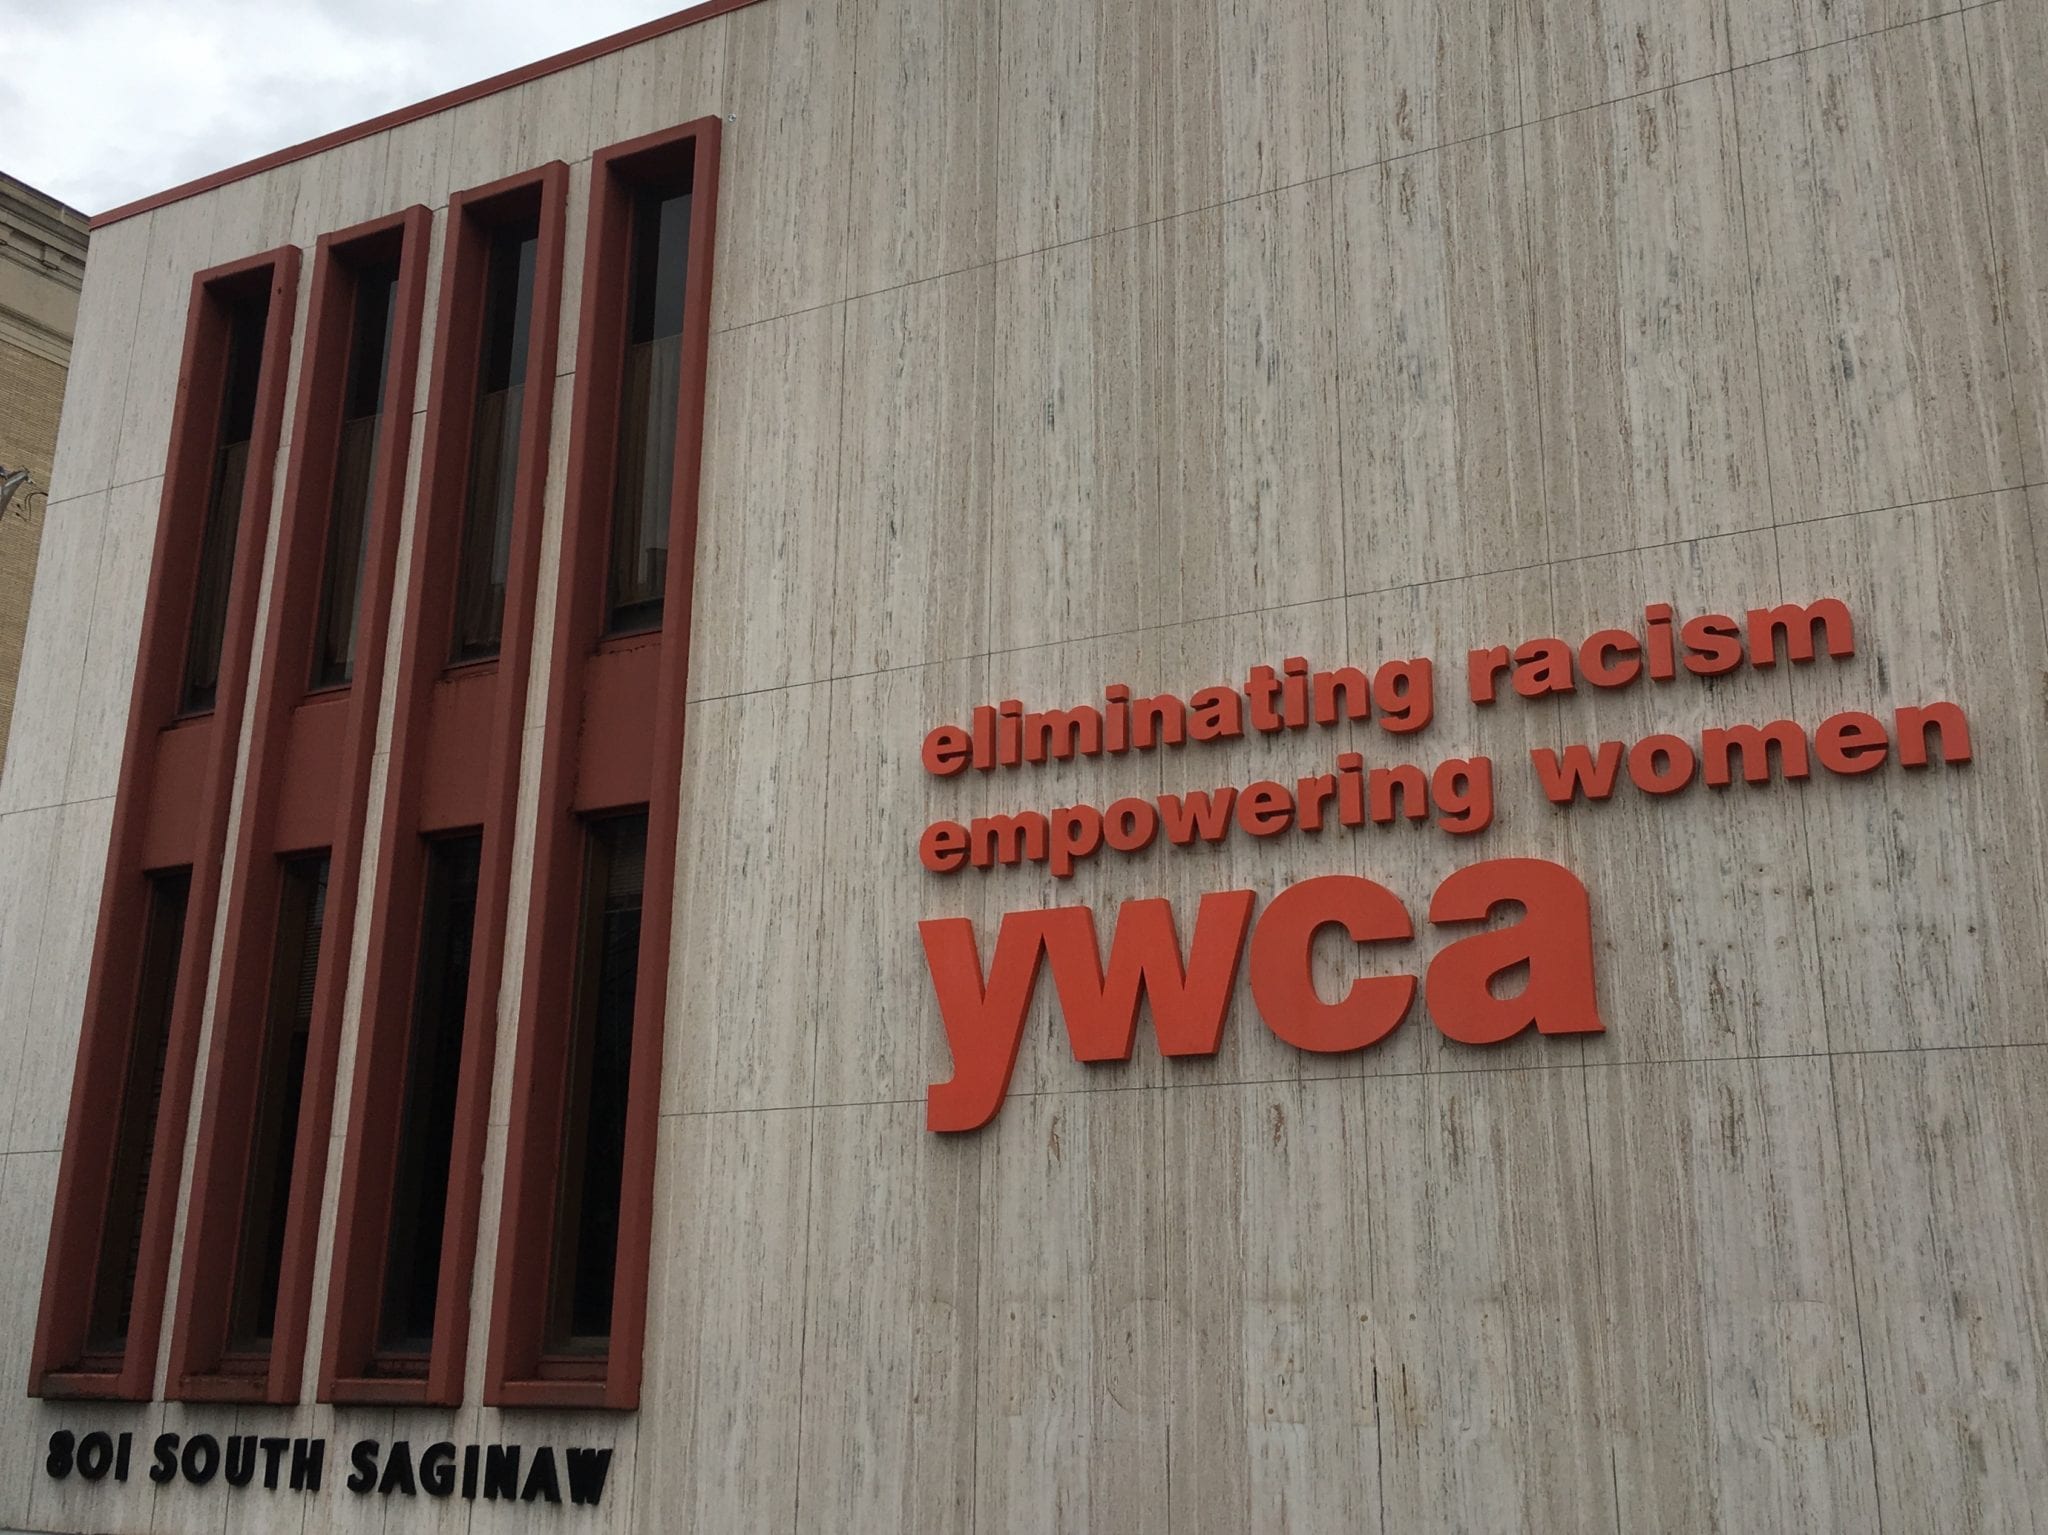 eliminating racism
empowering women
ywca
801 SOUTH SAGINAW